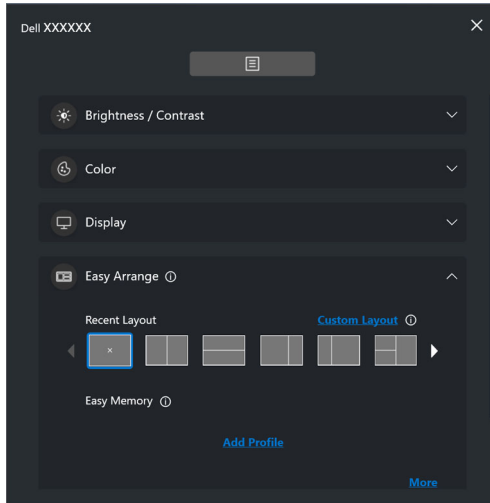 Dell XXXXXX
Brightness / Contrast
Color
Display
Easy Arrange
Recent Layout Custom Layout
Easy Memory
Add Profile
More